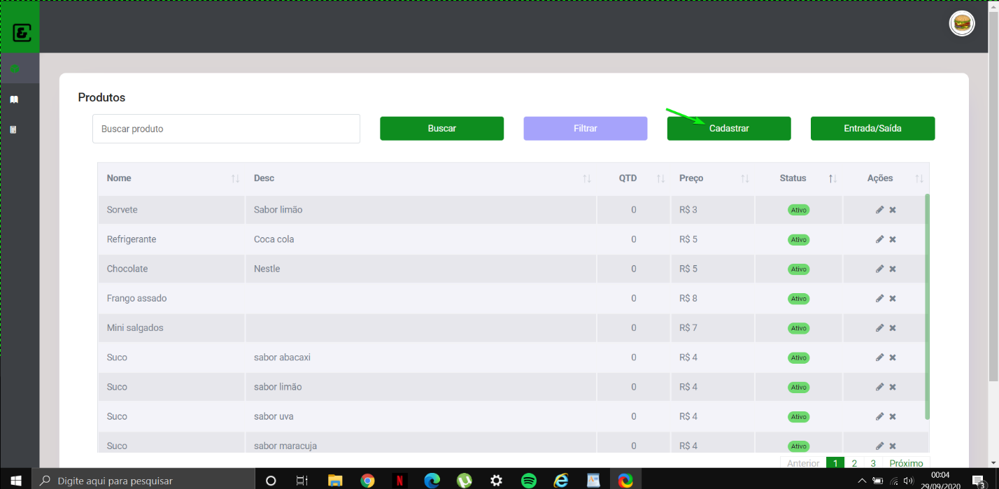 &
Produtos
Buscar produto Buscar Filtrar Cadastrar Entrada/Saída
Nome Desc QTD Preço Status Ações
Sorvete Sabor limão 0 R$ 3 Ativo
Refrigerante Coca cola 0 R$ 5 Ativo
Chocolate Nestle 0 R$ 5 Ativo
Frango assado 0 R$ 8 Ativo
Mini salgados 0 R$ 7 Ativo
Suco sabor abacaxi 0 R$ 4 Ativo
Suco sabor limão 0 R$ 4 Ativo
Suco sabor uva 0 R$ 4 Ativo
Suco sabor maracuja 0 R$ 4 Ativo
Anterior 1 2 3 Próximo
Digite aqui para pesquisar N 00:04
29/09/2020 3